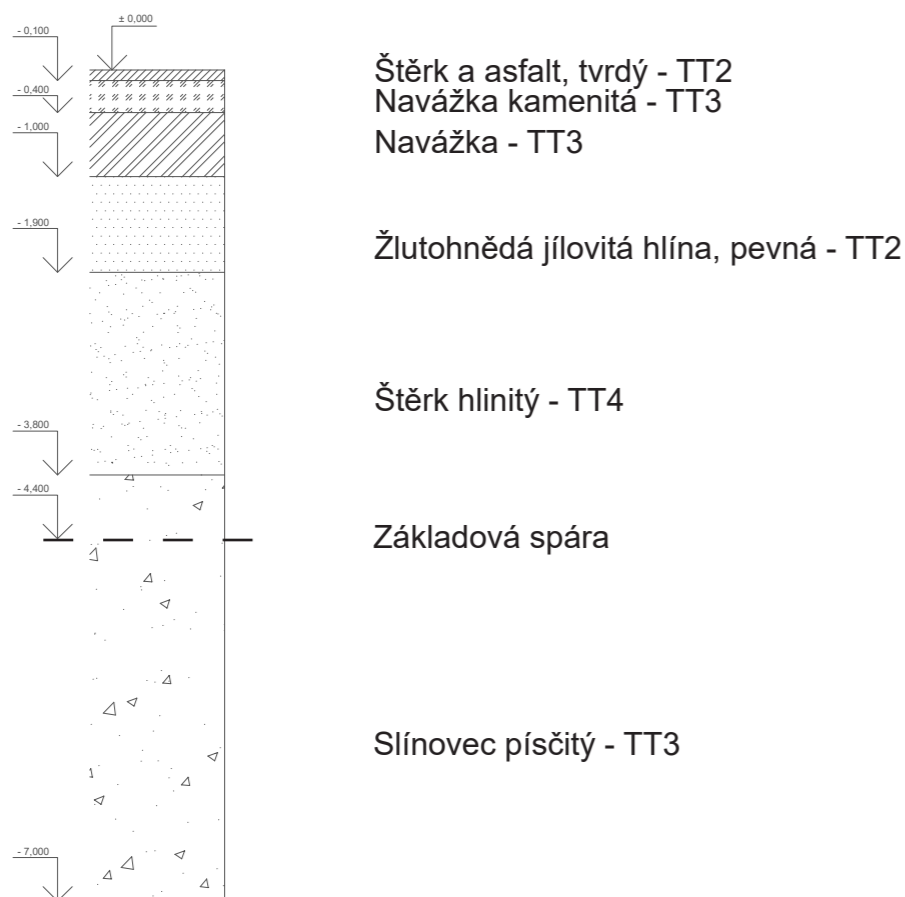 ± 0,000
- 0,100
Štěrk a asfalt, tvrdý - TT2
- 0,400
Navážka kamenitá - TT3
- 1,000
Navážka - TT3
- 1,900
Žlutohnědá jílovitá hlína, pevná - TT2
Štěrk hlinitý - TT4
- 3,800
- 4,400
Základová spára
Slínovec písčitý - TT3
- 7,000